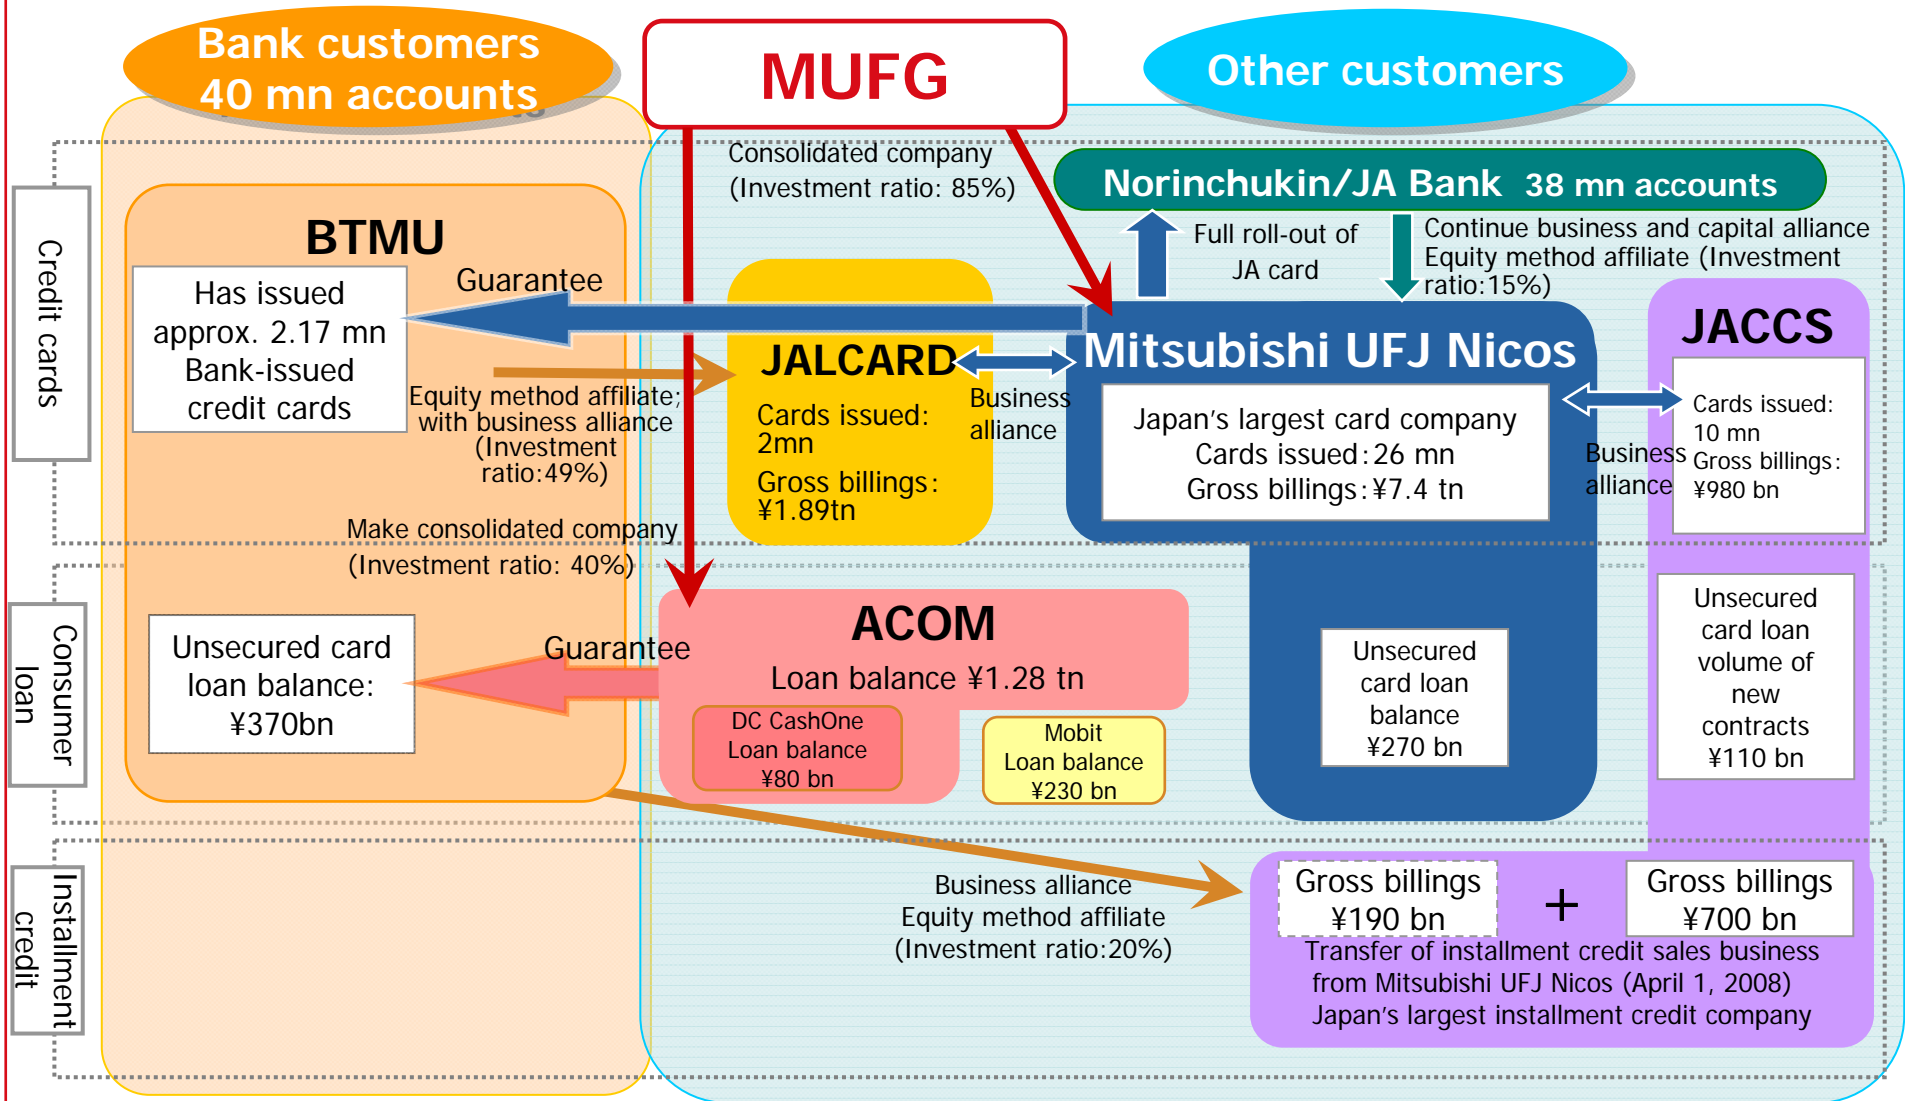 Bank customers
40 mn accounts
MUFG
Other customers
Consolidated company
(Investment ratio: 85%)
Norinchukin/JA Bank 38 mn accounts
Full roll-out of
JA card
Continue business and capital alliance
Equity method affiliate (Investment
ratio:15%)
Credit cards
BTMU
Has issued
approx. 2.17 mn
Bank-issued
credit cards
Guarantee
Equity method affiliate;
with business alliance
(Investment
ratio:49%)
JALCARD
Cards issued:
2mn
Gross billings:
¥1.89tn
Business
alliance
Mitsubishi UFJ Nicos
Japan's largest card company
Cards issued:26 mn
Gross billings:¥7.4 tn
Business
alliance
JACCS
Cards issued:
10 mn
Gross billings:
¥980 bn
Make consolidated company
(Investment ratio: 40%)
Consumer
loan
Unsecured card
loan balance:
¥370bn
Guarantee
ACOM
Loan balance ¥1.28 tn
DC CashOne
Loan balance
¥80 bn
Mobit
Loan balance
¥230 bn
Unsecured
card loan
balance
¥270 bn
Unsecured
card loan
volume of
new
contracts
¥110 bn
Installment
credit
Business alliance
Equity method affiliate
(Investment ratio:20%)
Gross billings
¥190 bn
+
Gross billings
¥700 bn
Transfer of installment credit sales business
from Mitsubishi UFJ Nicos (April 1, 2008)
Japan's largest installment credit company